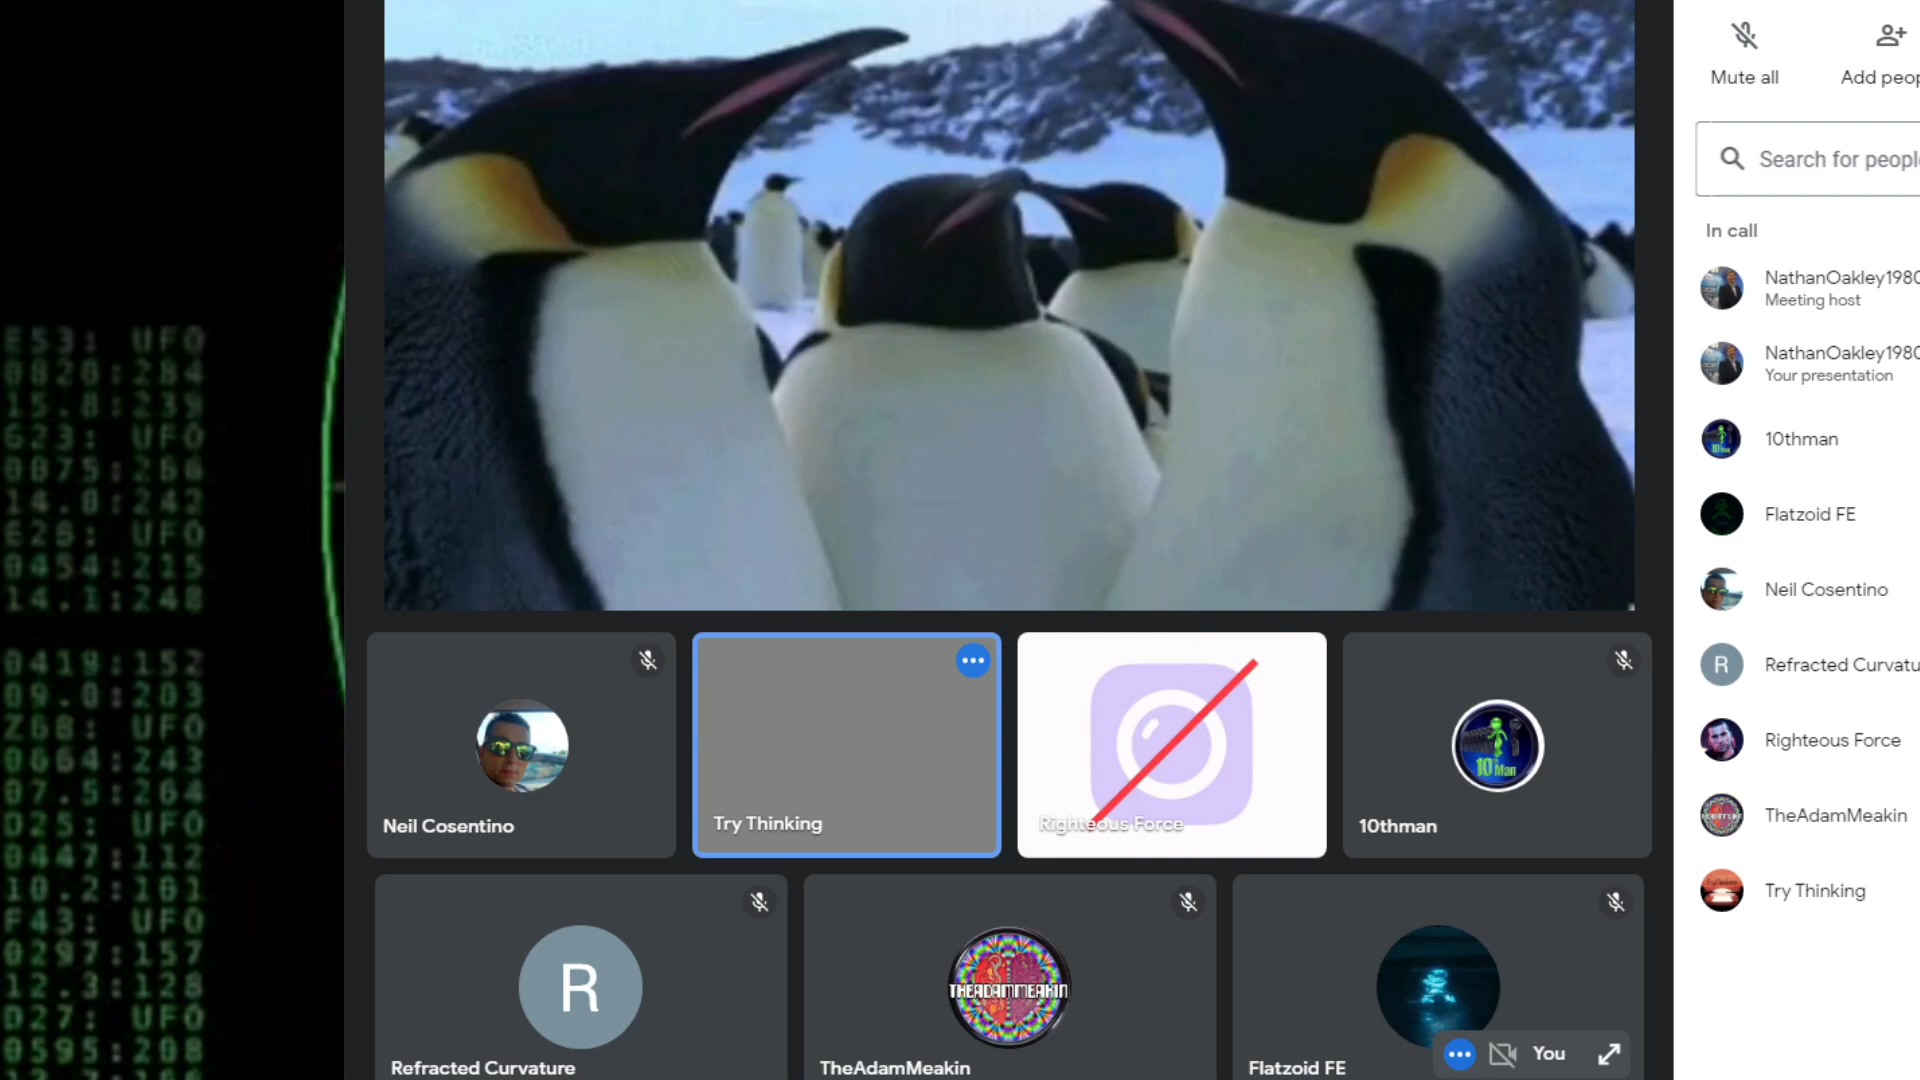 E53: UFO
0820:284
15.8:239
623: UFO
0875:266
14.0:242
E28: UFO
0454:215
14.1:248
0419:152
09.0:203
Z68: UFO
0664:243
07.5:264
D25: UFO
0447:112
10.2:101
F43: UFO
0297:157
12.3:128
D27: UFO
0595:208
Neil Cosentino
Try Thinking
Righteous Force
10 Man
10thman
R
Refracted Curvature
THEADAMMEAKIN
TheAdamMeakin
Flatzoid FE
You
Mute all
Add peop
Search for people
In call
NathanOakley1980
Meeting host
NathanOakley1980
Your presentation
10thman
Flatzoid FE
Neil Cosentino
R
Refracted Curvatu
Righteous Force
TheAdamMeakin
Try Thinking